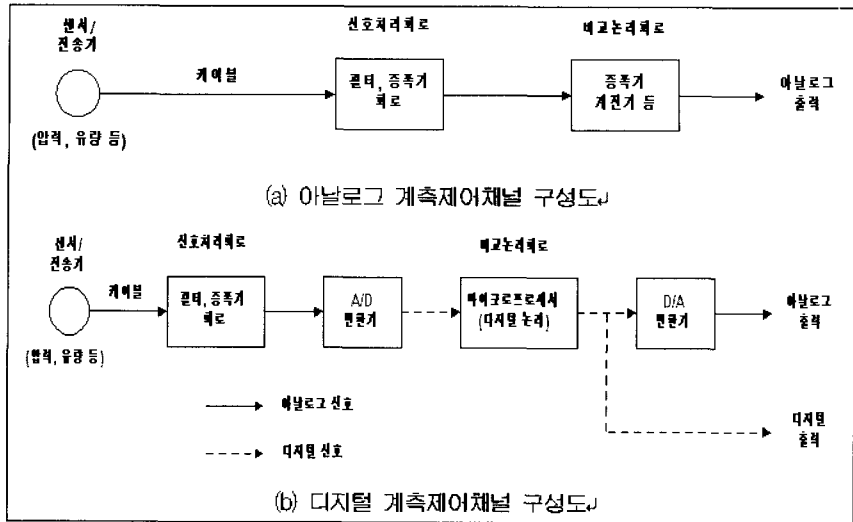 센서/
전송기
신호처리회로
비교논리회로
케이블
필터, 증폭기
회로
증폭기
계전기 등
아날로그
출력
(압력, 유량 등)
(a) 아날로그 계측제어채널 구성도↵
센서/
전송기
신호처리회로
비교논리회로
케이블
필터, 증폭기
회로
A/D
변환기
마이크로프로세서
(디지털 논리)
D/A
변환기
아날로그
출력
(압력, 유량 등)
아날로그 신호
디지털 신호
디지털
출력
(b) 디지털 계측제어채널 구성도↵